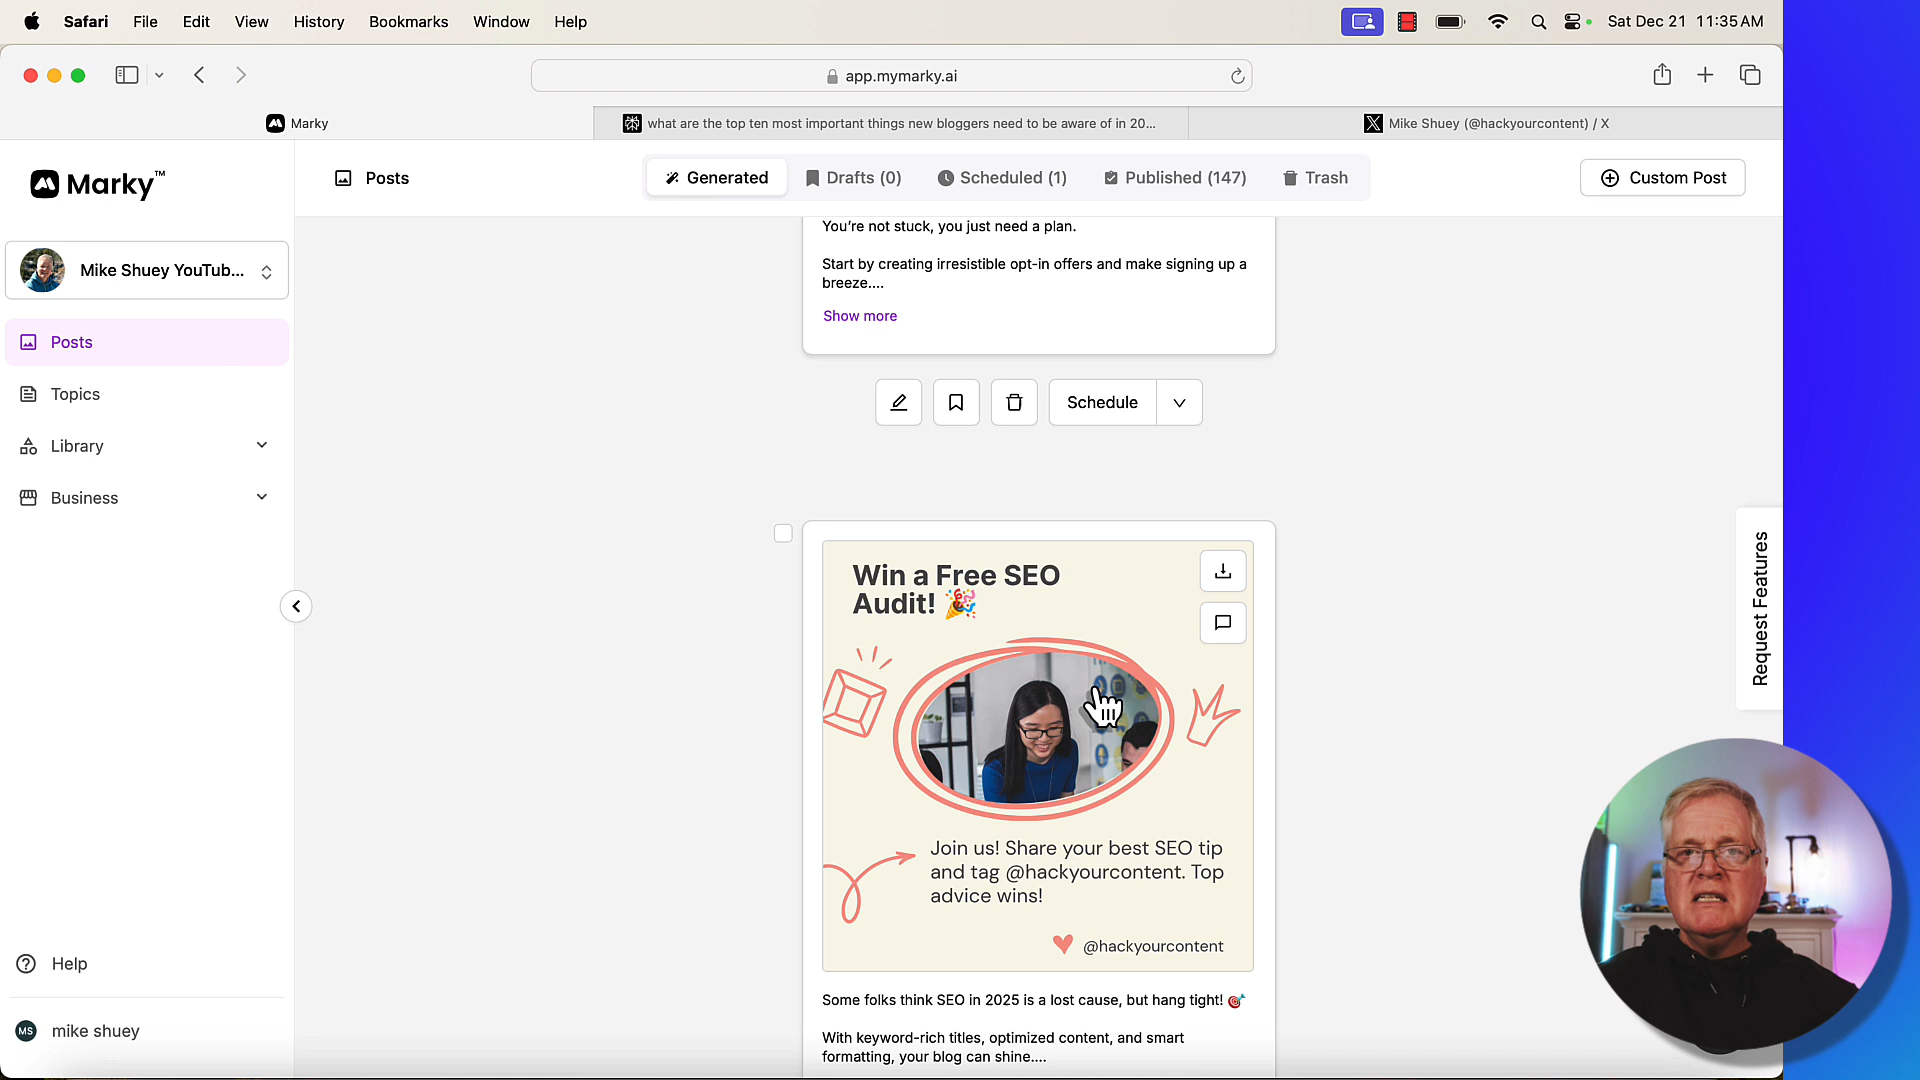 Safari File Edit View History Bookmarks Window Help Sat Dec 21 11:35 AM
app.mymarky.ai
Marky
what are the top ten most important things new bloggers need to be aware of in 20...
Mike Shuey (@hackyourcontent) / X
Marky™
Posts
Generated
Drafts (0)
Scheduled (1)
Published (147)
Trash
Custom Post
Mike Shuey YouTub...
Posts
Topics
Library
Business
Help
MS mike shuey
You're not stuck, you just need a plan.
Start by creating irresistible opt-in offers and make signing up a
breeze....
Show more
Schedule
Win a Free SEO
Audit! 🎉
Join us! Share your best SEO tip
and tag @hackyourcontent. Top
advice wins!
@hackyourcontent
Some folks think SEO in 2025 is a lost cause, but hang tight! 🎯
With keyword-rich titles, optimized content, and smart
formatting, your blog can shine....
Request Features